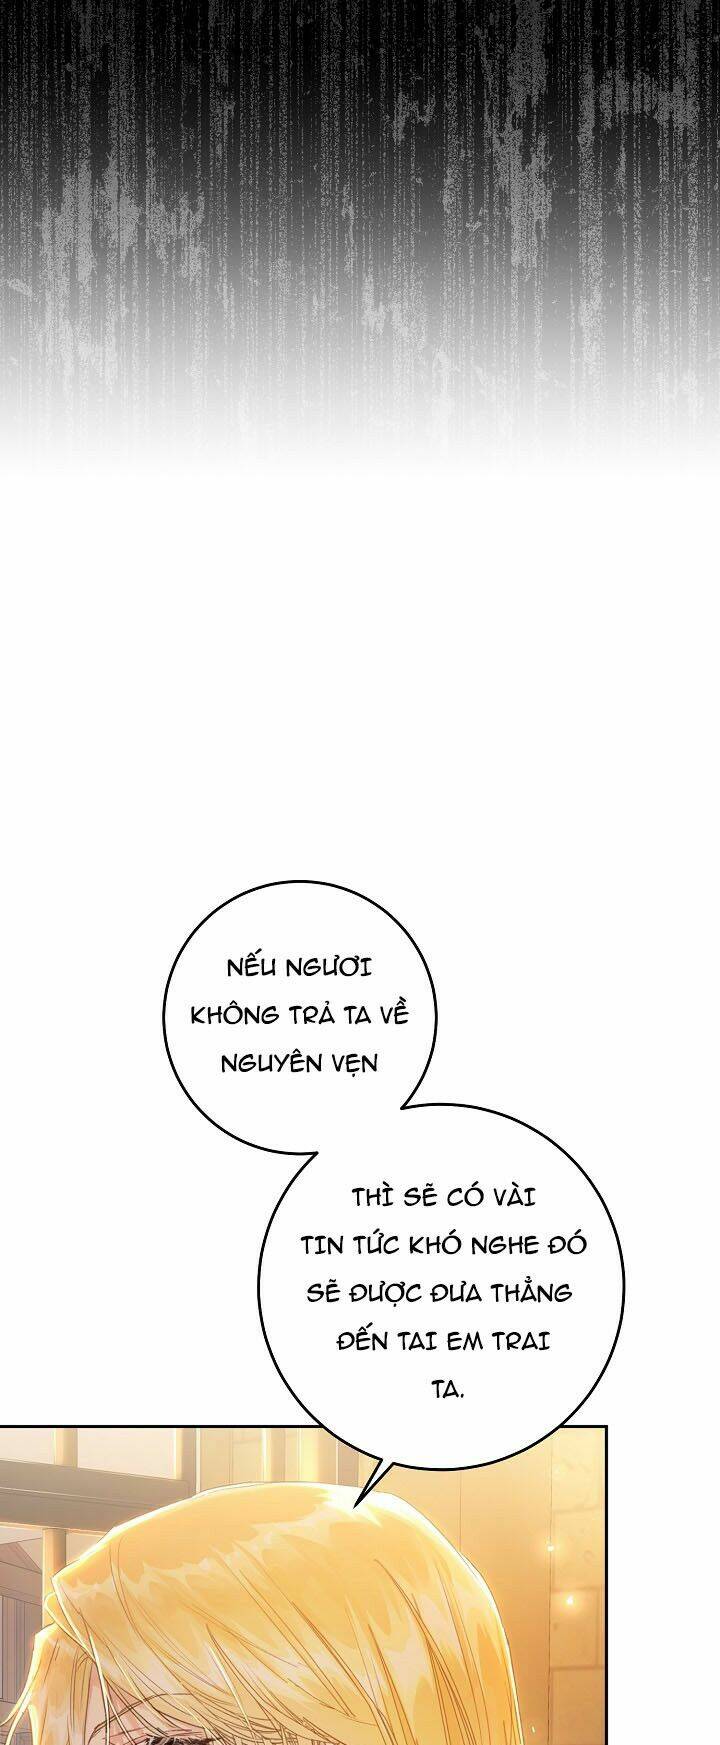 NẾU NGƯƠI
KHÔNG TRẢ TA VỀ
NGUYÊN VẸN
THÌ SẼ CÓ VÀI
TIN TỨC KHÓ NGHE ĐÓ
SẼ ĐƯỢC ĐƯA THẲNG
ĐẾN TAI EM TRAI
TA.